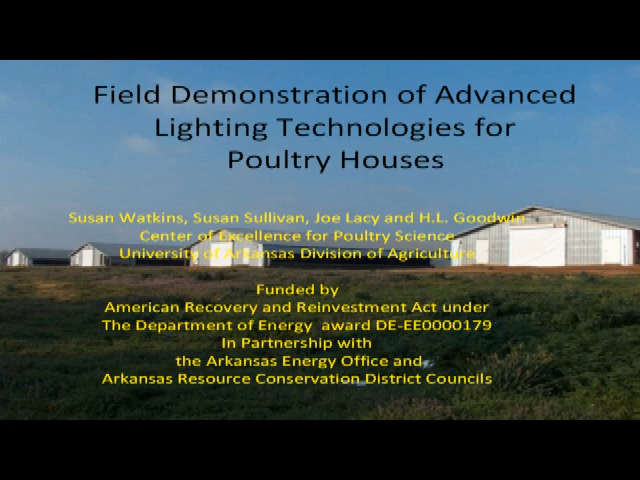 Field Demonstration of Advanced
Lighting Technologies for
Poultry Houses
Susan Watkins, Susan Sullivan, Joe Lacy and H.L. Goodwin
Center of Excellence for Poultry Science
University of Arkansas Division of Agriculture
Funded by
American Recovery and Reinvestment Act under
The Department of Energy award DE-EE0000179
In Partnership with
the Arkansas Energy Office and
Arkansas Resource Conservation District Councils